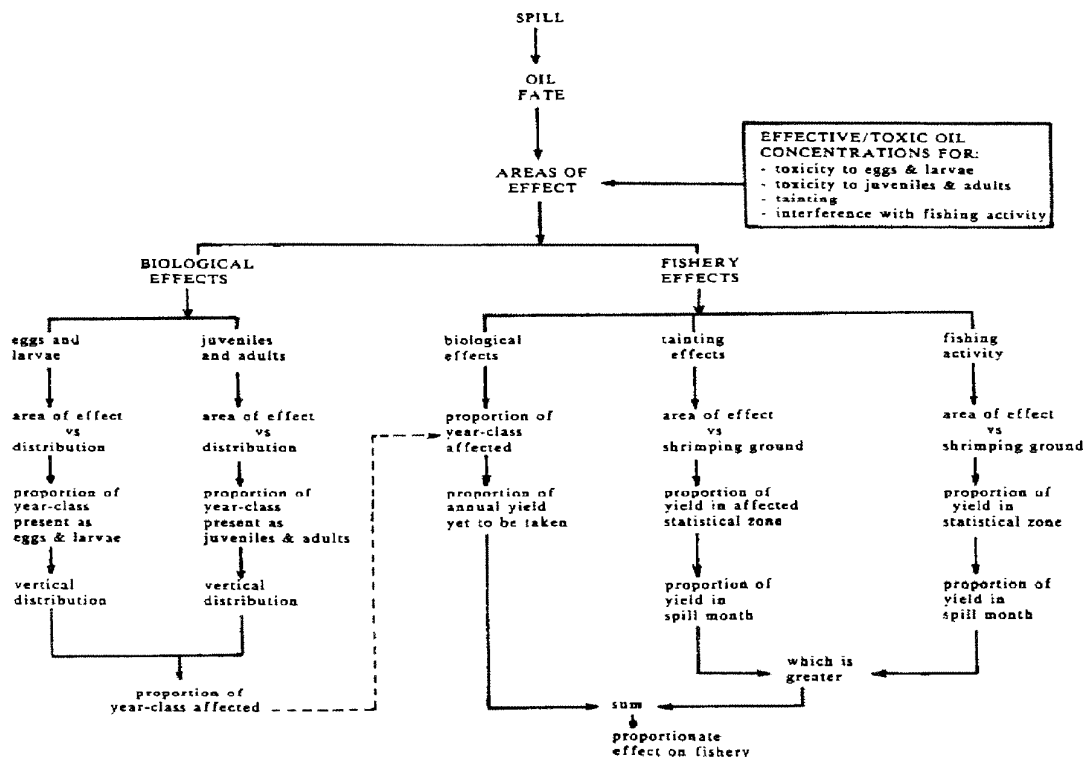 SPILL
OIL
FATE
AREAS OF
EFFECT
EFFECTIVE/TOXIC OIL
CONCENTRATIONS FOR:
- toxicity to eggs & larvae
- toxicity to juveniles & adults
- tainting
- interference with fishing activity
BIOLOGICAL
EFFECTS
FISHERY
EFFECTS
eggs and
larvae
juveniles
and adults
biological
effects
tainting
effects
fishing
activity
area of effect
vs
distribution
area of effect
vs
distribution
proportion of
year-class
affected
area of effect
vs
shrimping ground
area of effect
vs
shrimping ground
proportion of
year-class
present as
eggs & larvae
proportion of
year-class
present as
juveniles & adults
proportion of
annual yield
yet to be taken
proportion of
yield in affected
statistical zone
proportion of
yield in
statistical zone
vertical
distribution
vertical
distribution
proportion of
yield in
spill month
proportion of
yield in
spill month
which is
greater
proportion of
year-class affected
sum
proportionate
effect on fishery